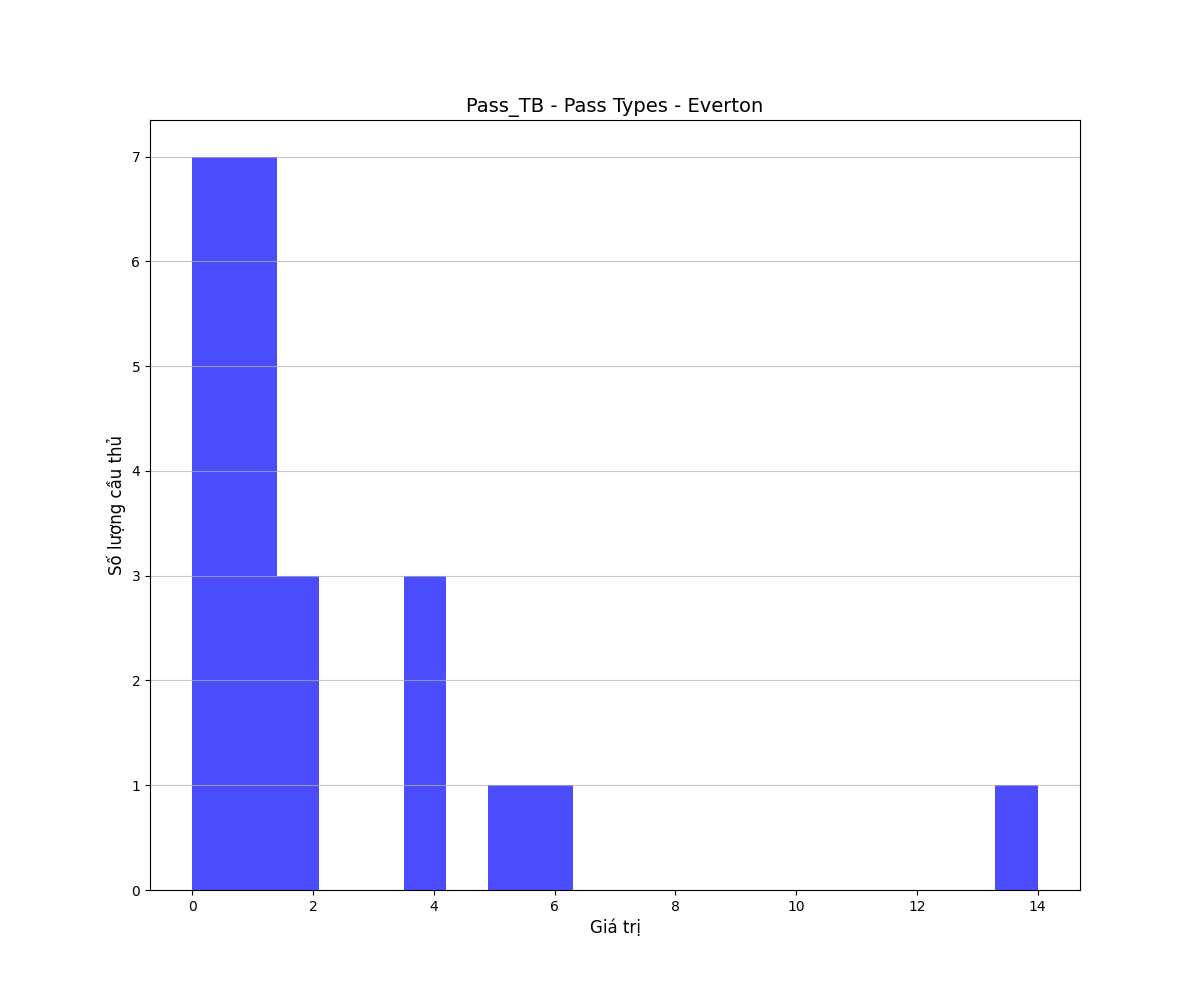 Pass_TB - Pass Types - Everton
7
6
5
4
3
2
1
0
Số lượng cầu thủ
0 2 4 6 8 10 12 14
Giá trị